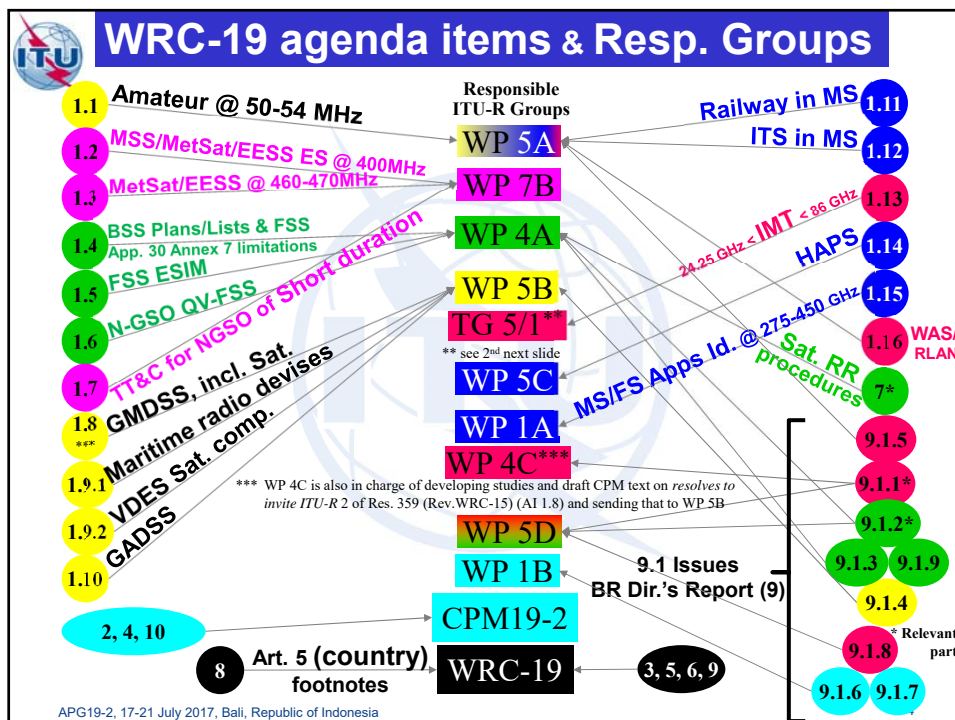 WRC-19 agenda items & Resp. Groups
ITU
Responsible
ITU-R Groups
1.1
Amateur @ 50-54 MHz
1.2
MSS/MetSat/EESS ES @ 400MHz
1.3
MetSat/EESS @ 460-470MHz
1.4
BSS Plans/Lists & FSS
App. 30 Annex 7 limitations
1.5
FSS ESIM
1.6
N-GSO QV-FSS
1.7
TT&C for NGSO of Short duration
1.8
***
GMDSS, incl. Sat.
1.9.1
Maritime radio devises
1.9.2
VDES Sat. comp.
1.10
GADSS
2, 4, 10
8
Art. 5 (country)
footnotes
WP 5A
WP 7B
WP 4A
WP 5B
TG 5/1**
** see 2nd next slide
WP 5C
WP 1A
WP 4C***
*** WP 4C is also in charge of developing studies and draft CPM text on resolves to
invite ITU-R 2 of Res. 359 (Rev.WRC-15) (AI 1.8) and sending that to WP 5B
WP 5D
WP 1B
CPM19-2
WRC-19
Railway in MS
1.11
ITS in MS
1.12
24.25 GHz < IMT < 86 GHz
1.13
HAPS
1.14
MS/FS Apps Id. @ 275-450 GHz
1.15
1.16
WAS/
RLAN
Sat. RR
procedures
7*
9.1 Issues
BR Dir.'s Report (9)
9.1.5
9.1.1*
9.1.2*
9.1.3
9.1.9
9.1.4
* Relevant
part
9.1.8
9.1.6
9.1.7
3, 5, 6, 9
APG19-2, 17-21 July 2017, Bali, Republic of Indonesia